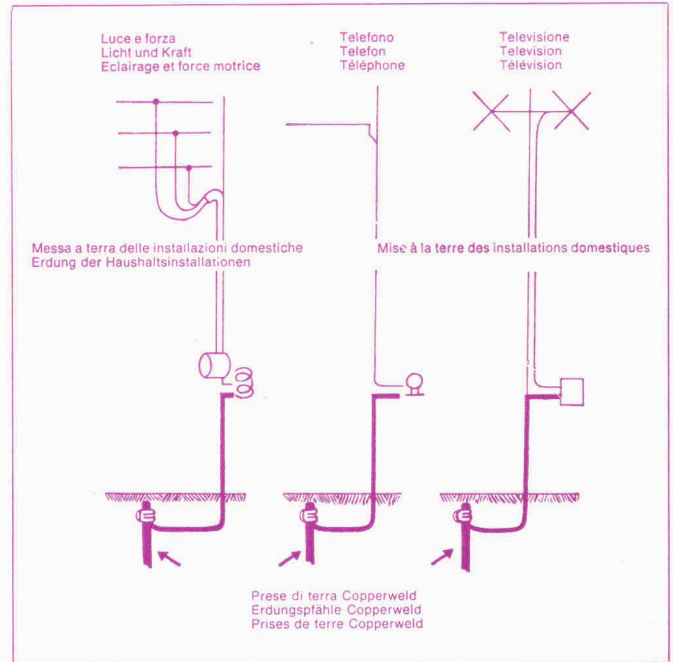 Luce e forza
Licht und Kraft
Eclairage et force motrice
Telefono
Telefon
Téléphone
Televisione
Television
Télévision
Messa a terra delle installazioni domestiche
Erdung der Haushaltsinstallationen
Mise à la terre des installations domestiques
Prese di terra Copperweld
Erdungspfähle Copperweld
Prises de terre Copperweld